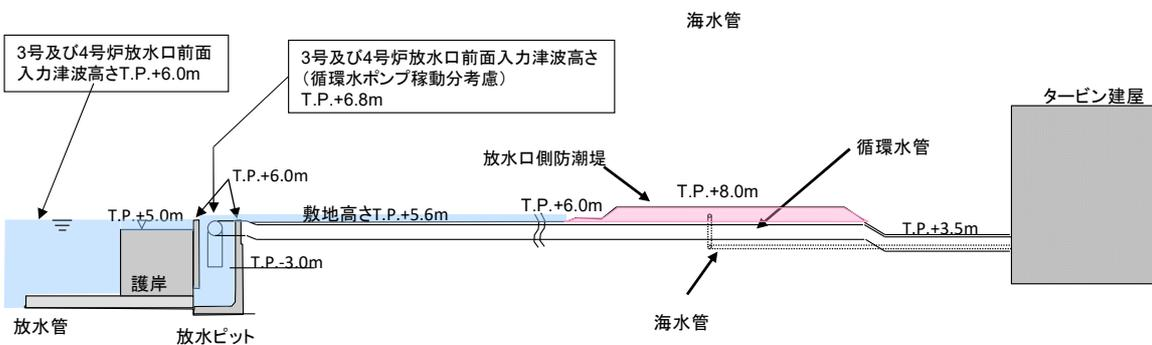 海水管
3号及び4号炉放水口前面
入力津波高さT.P.+6.0m
3号及び4号炉放水口前面入力津波高さ
（循環水ポンプ稼動分考慮）
T.P.+6.8m
タービン建屋
放水口側防潮堤
循環水管
T.P.+6.0m
T.P.+8.0m
T.P.+5.0m
敷地高さT.P.+5.6m
T.P.+6.0m
T.P.+3.5m
T.P.-3.0m
護岸
放水管
放水ピット
海水管